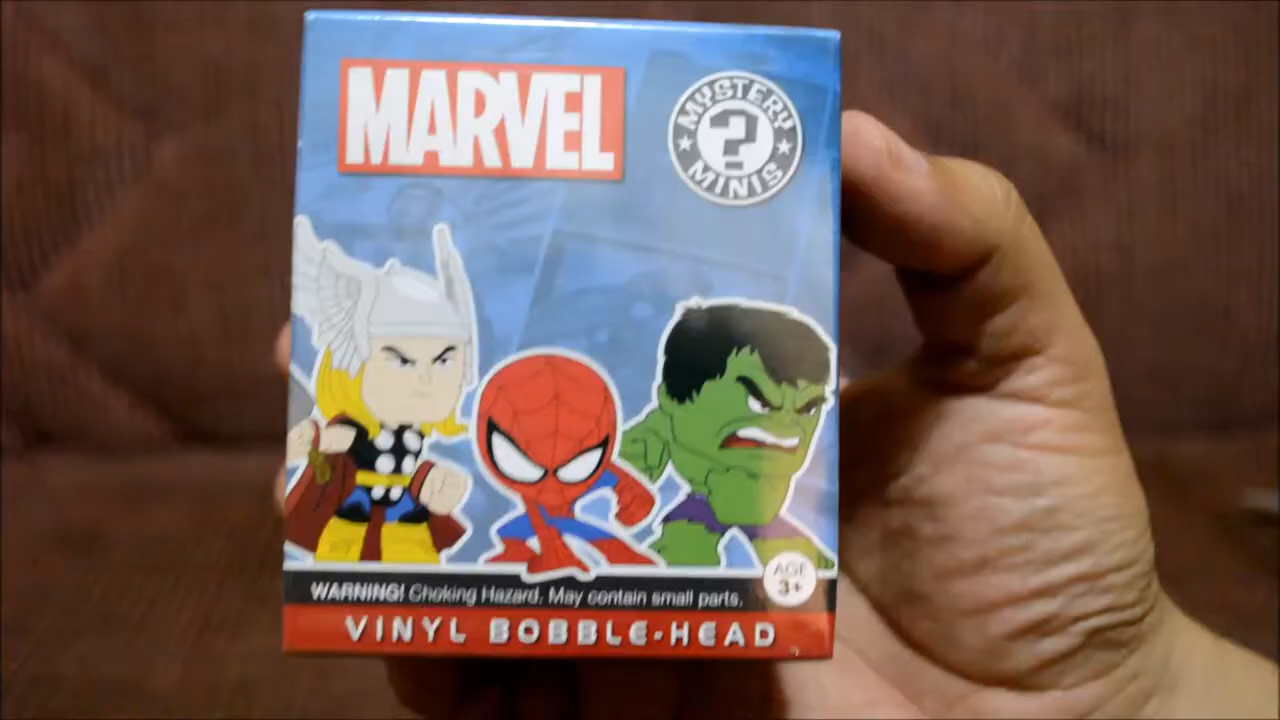 MARVEL
MYSTERY
?
MINIS
AGE
3+
WARNING! Choking Hazard. May contain small parts.
VINYL BOBBLE-HEAD